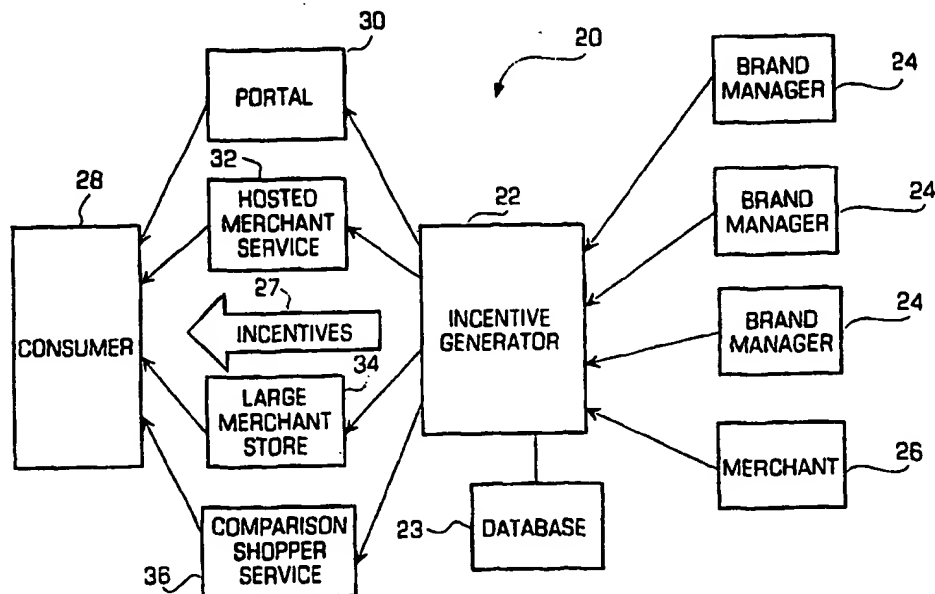 30
20
PORTAL
BRAND
MANAGER
24
32
28
HOSTED
MERCHANT
SERVICE
22
BRAND
MANAGER
24
27
INCENTIVES
CONSUMER
INCENTIVE
GENERATOR
BRAND
MANAGER
24
34
LARGE
MERCHANT
STORE
MERCHANT
26
COMPARISON
SHOPPER
SERVICE
36
23
DATABASE